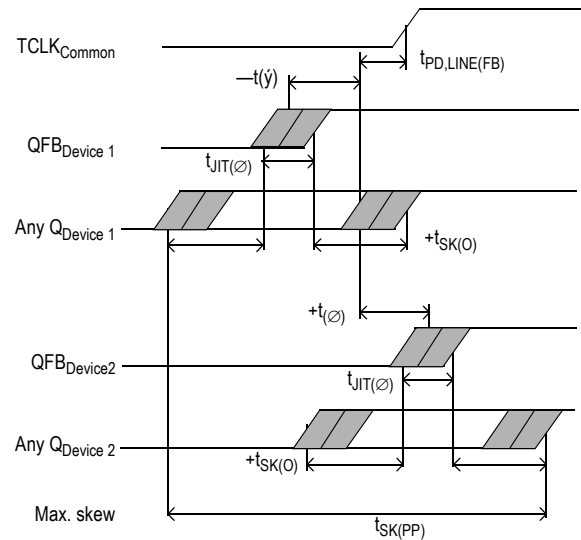 TCLKCommon
tPD,LINE(FB)
—t(ý)
QFBDevice 1
tJIT(∅)
Any QDevice 1
+tSK(O)
+t(∅)
QFBDevice2
tJIT(∅)
Any QDevice 2
+tSK(O)
Max. skew
tSK(PP)